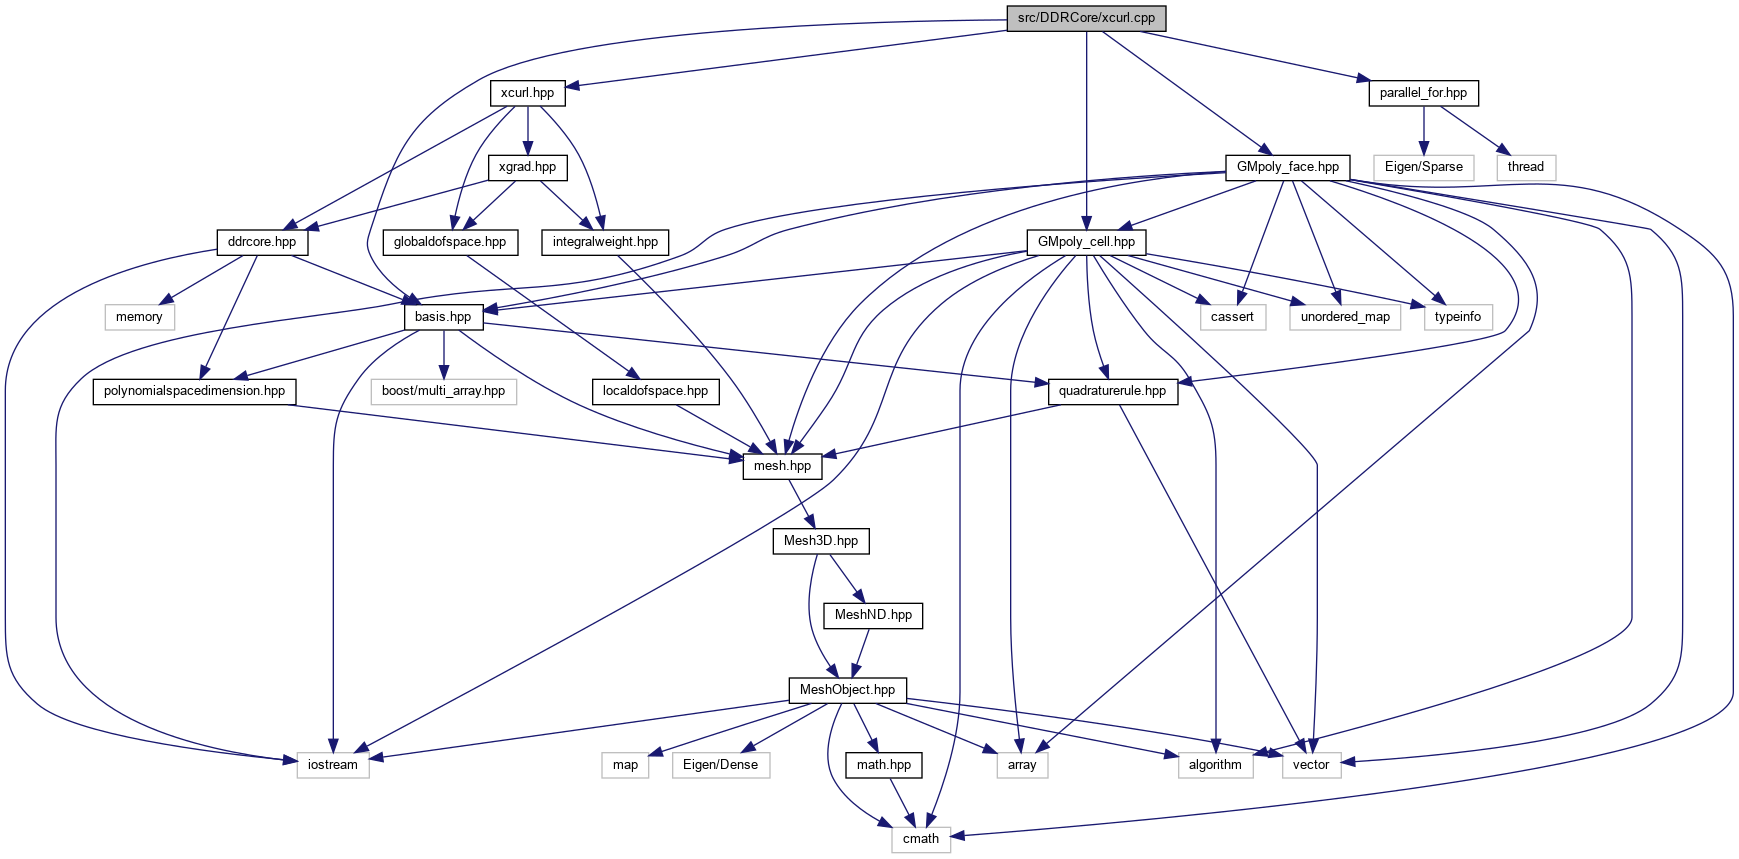 src/DDRCore/xcurl.cpp
xcurl.hpp
parallel_for.hpp
xgrad.hpp
GMpoly_face.hpp
Eigen/Sparse
thread
ddrcore.hpp
globaldofspace.hpp
integralweight.hpp
GMpoly_cell.hpp
memory
basis.hpp
cassert
unordered_map
typeinfo
polynomialspacedimension.hpp
boost/multi_array.hpp
localdofspace.hpp
quadraturerule.hpp
mesh.hpp
Mesh3D.hpp
MeshND.hpp
MeshObject.hpp
iostream
map
Eigen/Dense
math.hpp
array
algorithm
vector
cmath